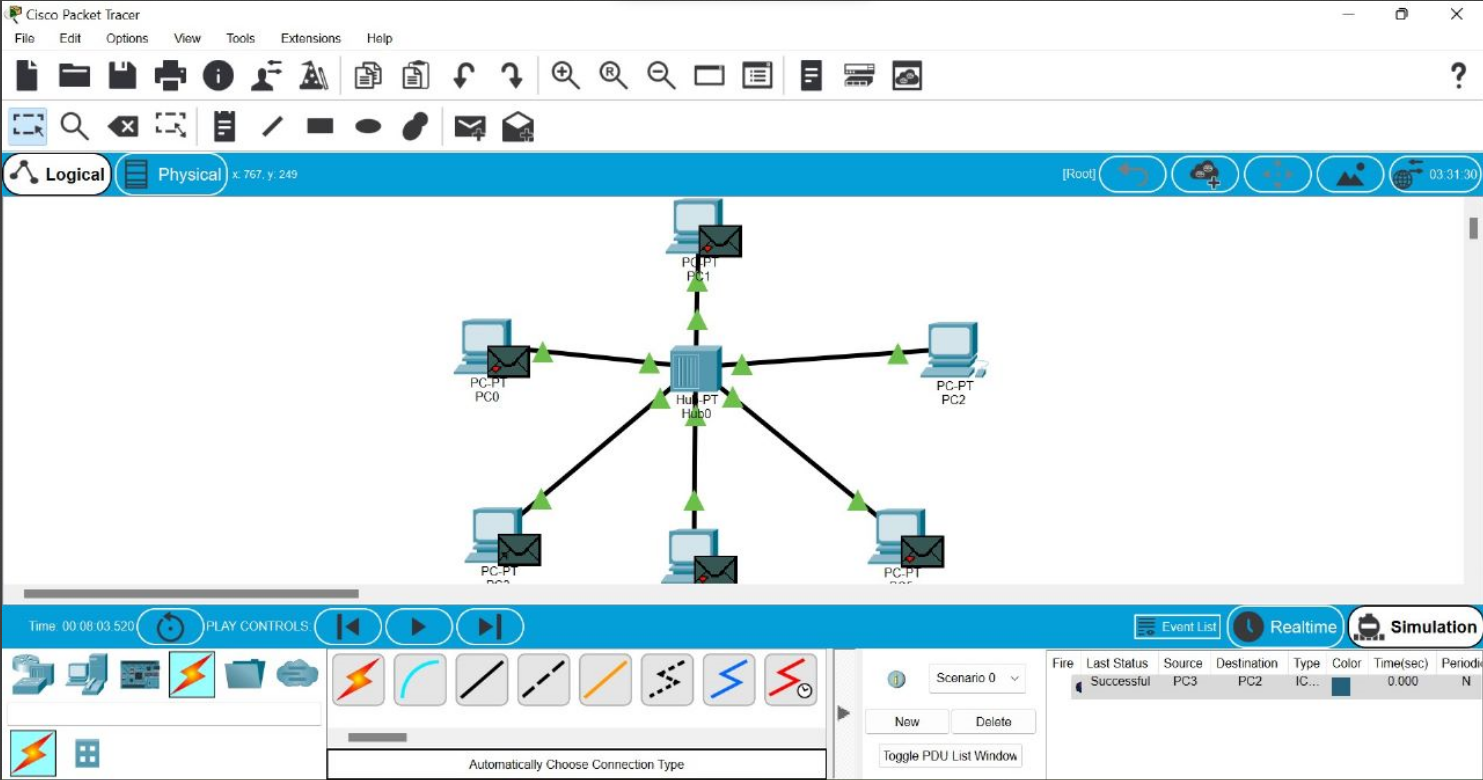 Cisco Packet Tracer
File Edit Options View Tools Extensions Help
Logical Physical x: 767, y: 249 [Root] 03:31:30
PC-PT
PC1
PC-PT
PC0
PC-PT
PC2
Hub-PT
Hub0
PC-PT
PC-PT
Time: 00:08:03.520 PLAY CONTROLS: Event List Realtime Simulation
Fire Last Status Source Destination Type Color Time(sec) Periodi
Successful PC3 PC2 IC... 0.000 N
Scenario 0
New Delete
Toggle PDU List Window
Automatically Choose Connection Type